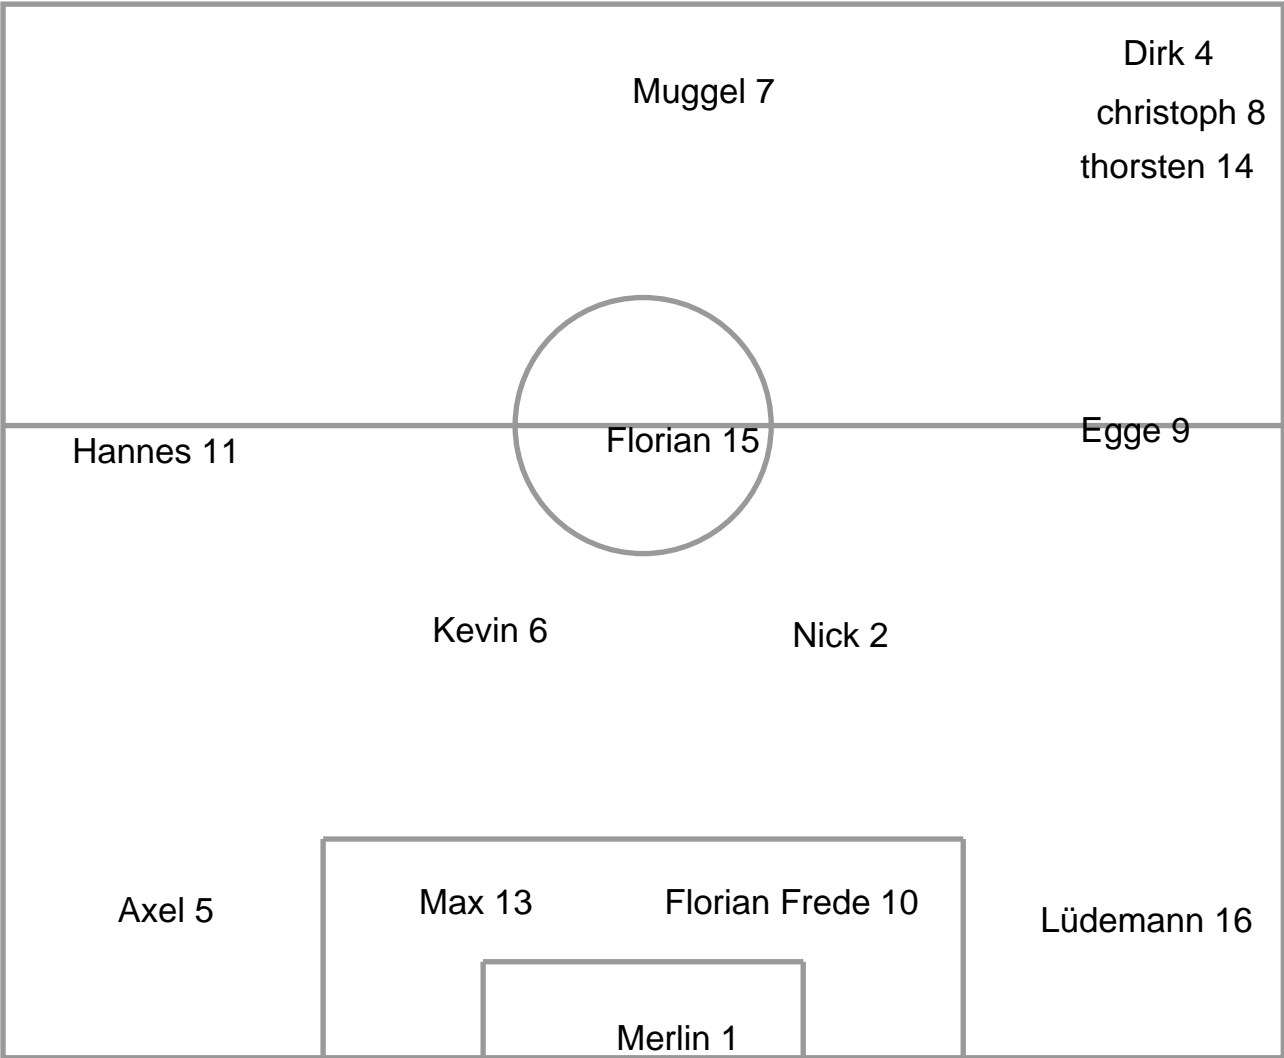 Dirk 4
Muggel 7
christoph 8
thorsten 14
Hannes 11
Florian 15
Egge 9
Kevin 6
Nick 2
Axel 5
Max 13
Florian Frede 10
Lüdemann 16
Merlin 1